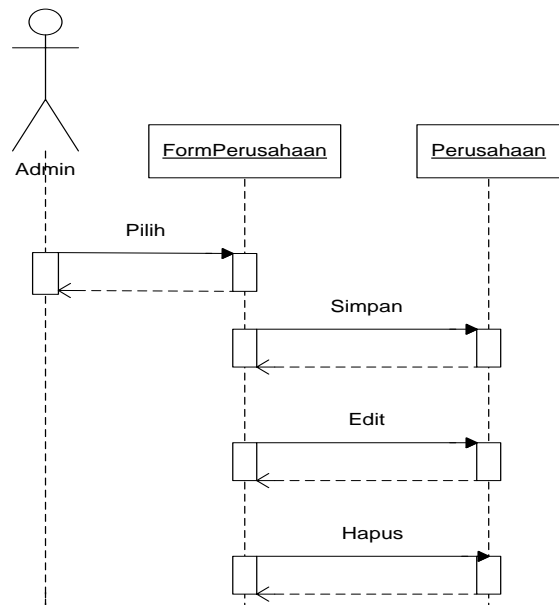 FormPerusahaan
Perusahaan
Admin
Pilih
Simpan
Edit
Hapus